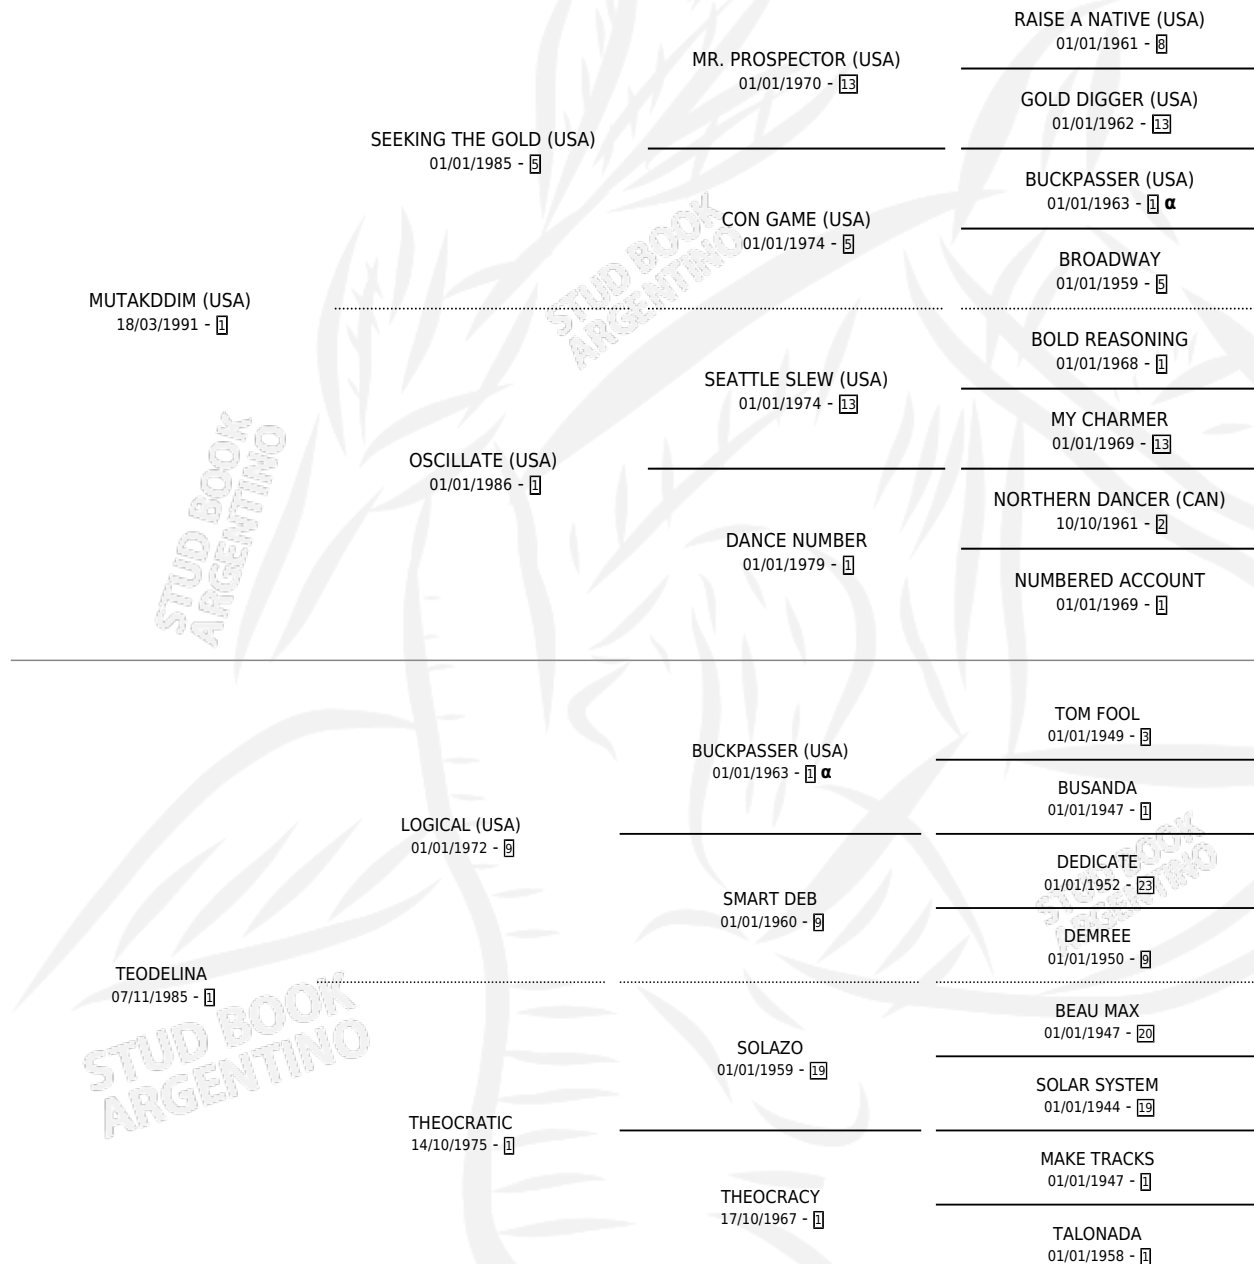 RAISE A NATIVE (USA)
01/01/1961 - 8
MR. PROSPECTOR (USA)
01/01/1970 - 13
GOLD DIGGER (USA)
01/01/1962 - 13
SEEKING THE GOLD (USA)
01/01/1985 - 5
BUCKPASSER (USA)
01/01/1963 - 1 α
CON GAME (USA)
01/01/1974 - 5
BROADWAY
01/01/1959 - 5
MUTAKDDIM (USA)
18/03/1991 - 1
BOLD REASONING
01/01/1968 - 1
SEATTLE SLEW (USA)
01/01/1974 - 13
MY CHARMER
01/01/1969 - 13
OSCILLATE (USA)
01/01/1986 - 1
NORTHERN DANCER (CAN)
10/10/1961 - 2
DANCE NUMBER
01/01/1979 - 1
NUMBERED ACCOUNT
01/01/1969 - 1
TOM FOOL
01/01/1949 - 3
BUCKPASSER (USA)
01/01/1963 - 1 α
BUSANDA
01/01/1947 - 1
LOGICAL (USA)
01/01/1972 - 9
DEDICATE
01/01/1952 - 23
SMART DEB
01/01/1960 - 9
DEMREE
01/01/1950 - 9
TEODELINA
07/11/1985 - 1
BEAU MAX
01/01/1947 - 20
SOLAZO
01/01/1959 - 19
SOLAR SYSTEM
01/01/1944 - 19
THEOCRATIC
14/10/1975 - 1
MAKE TRACKS
01/01/1947 - 1
THEOCRACY
17/10/1967 - 1
TALONADA
01/01/1958 - 1
STUD BOOK
ARGENTINO
STUD BOOK
ARGENTINO
STUD BOOK
ARGENTINO
STUD BOOK
ARGENTINO